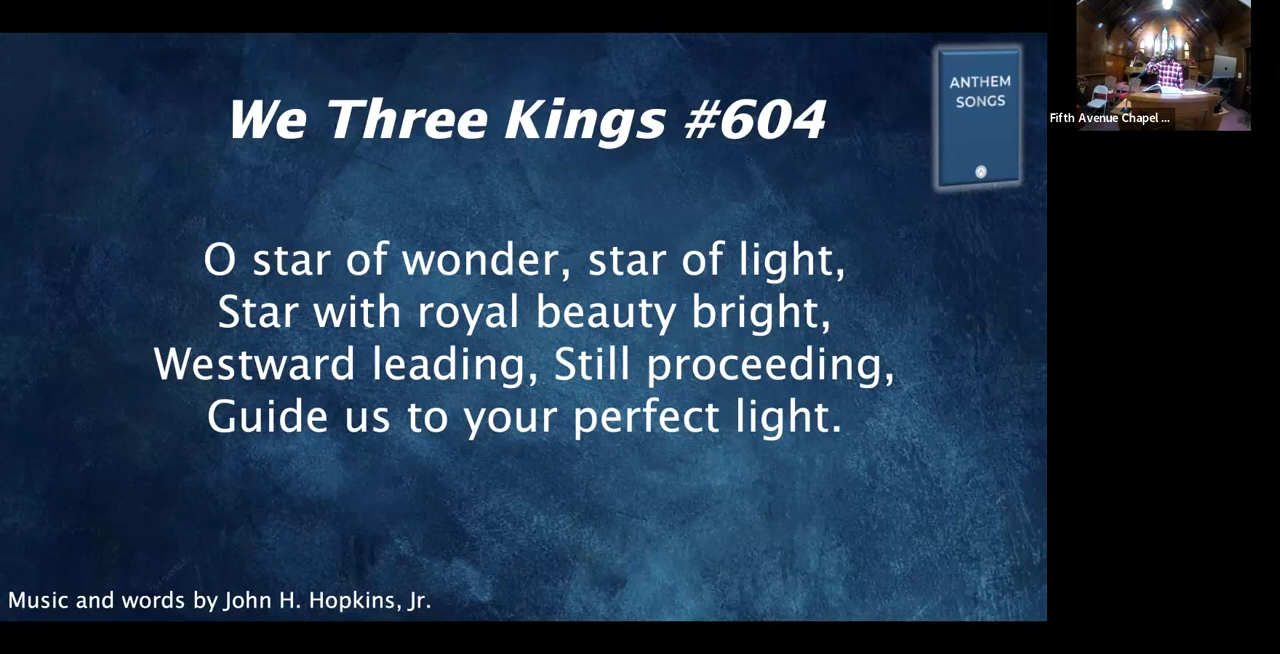 We Three Kings #604
ANTHEM
SONGS
O star of wonder, star of light,
Star with royal beauty bright,
Westward leading, Still proceeding,
Guide us to your perfect light.
Music and words by John H. Hopkins, Jr.
Fifth Avenue Chapel ...